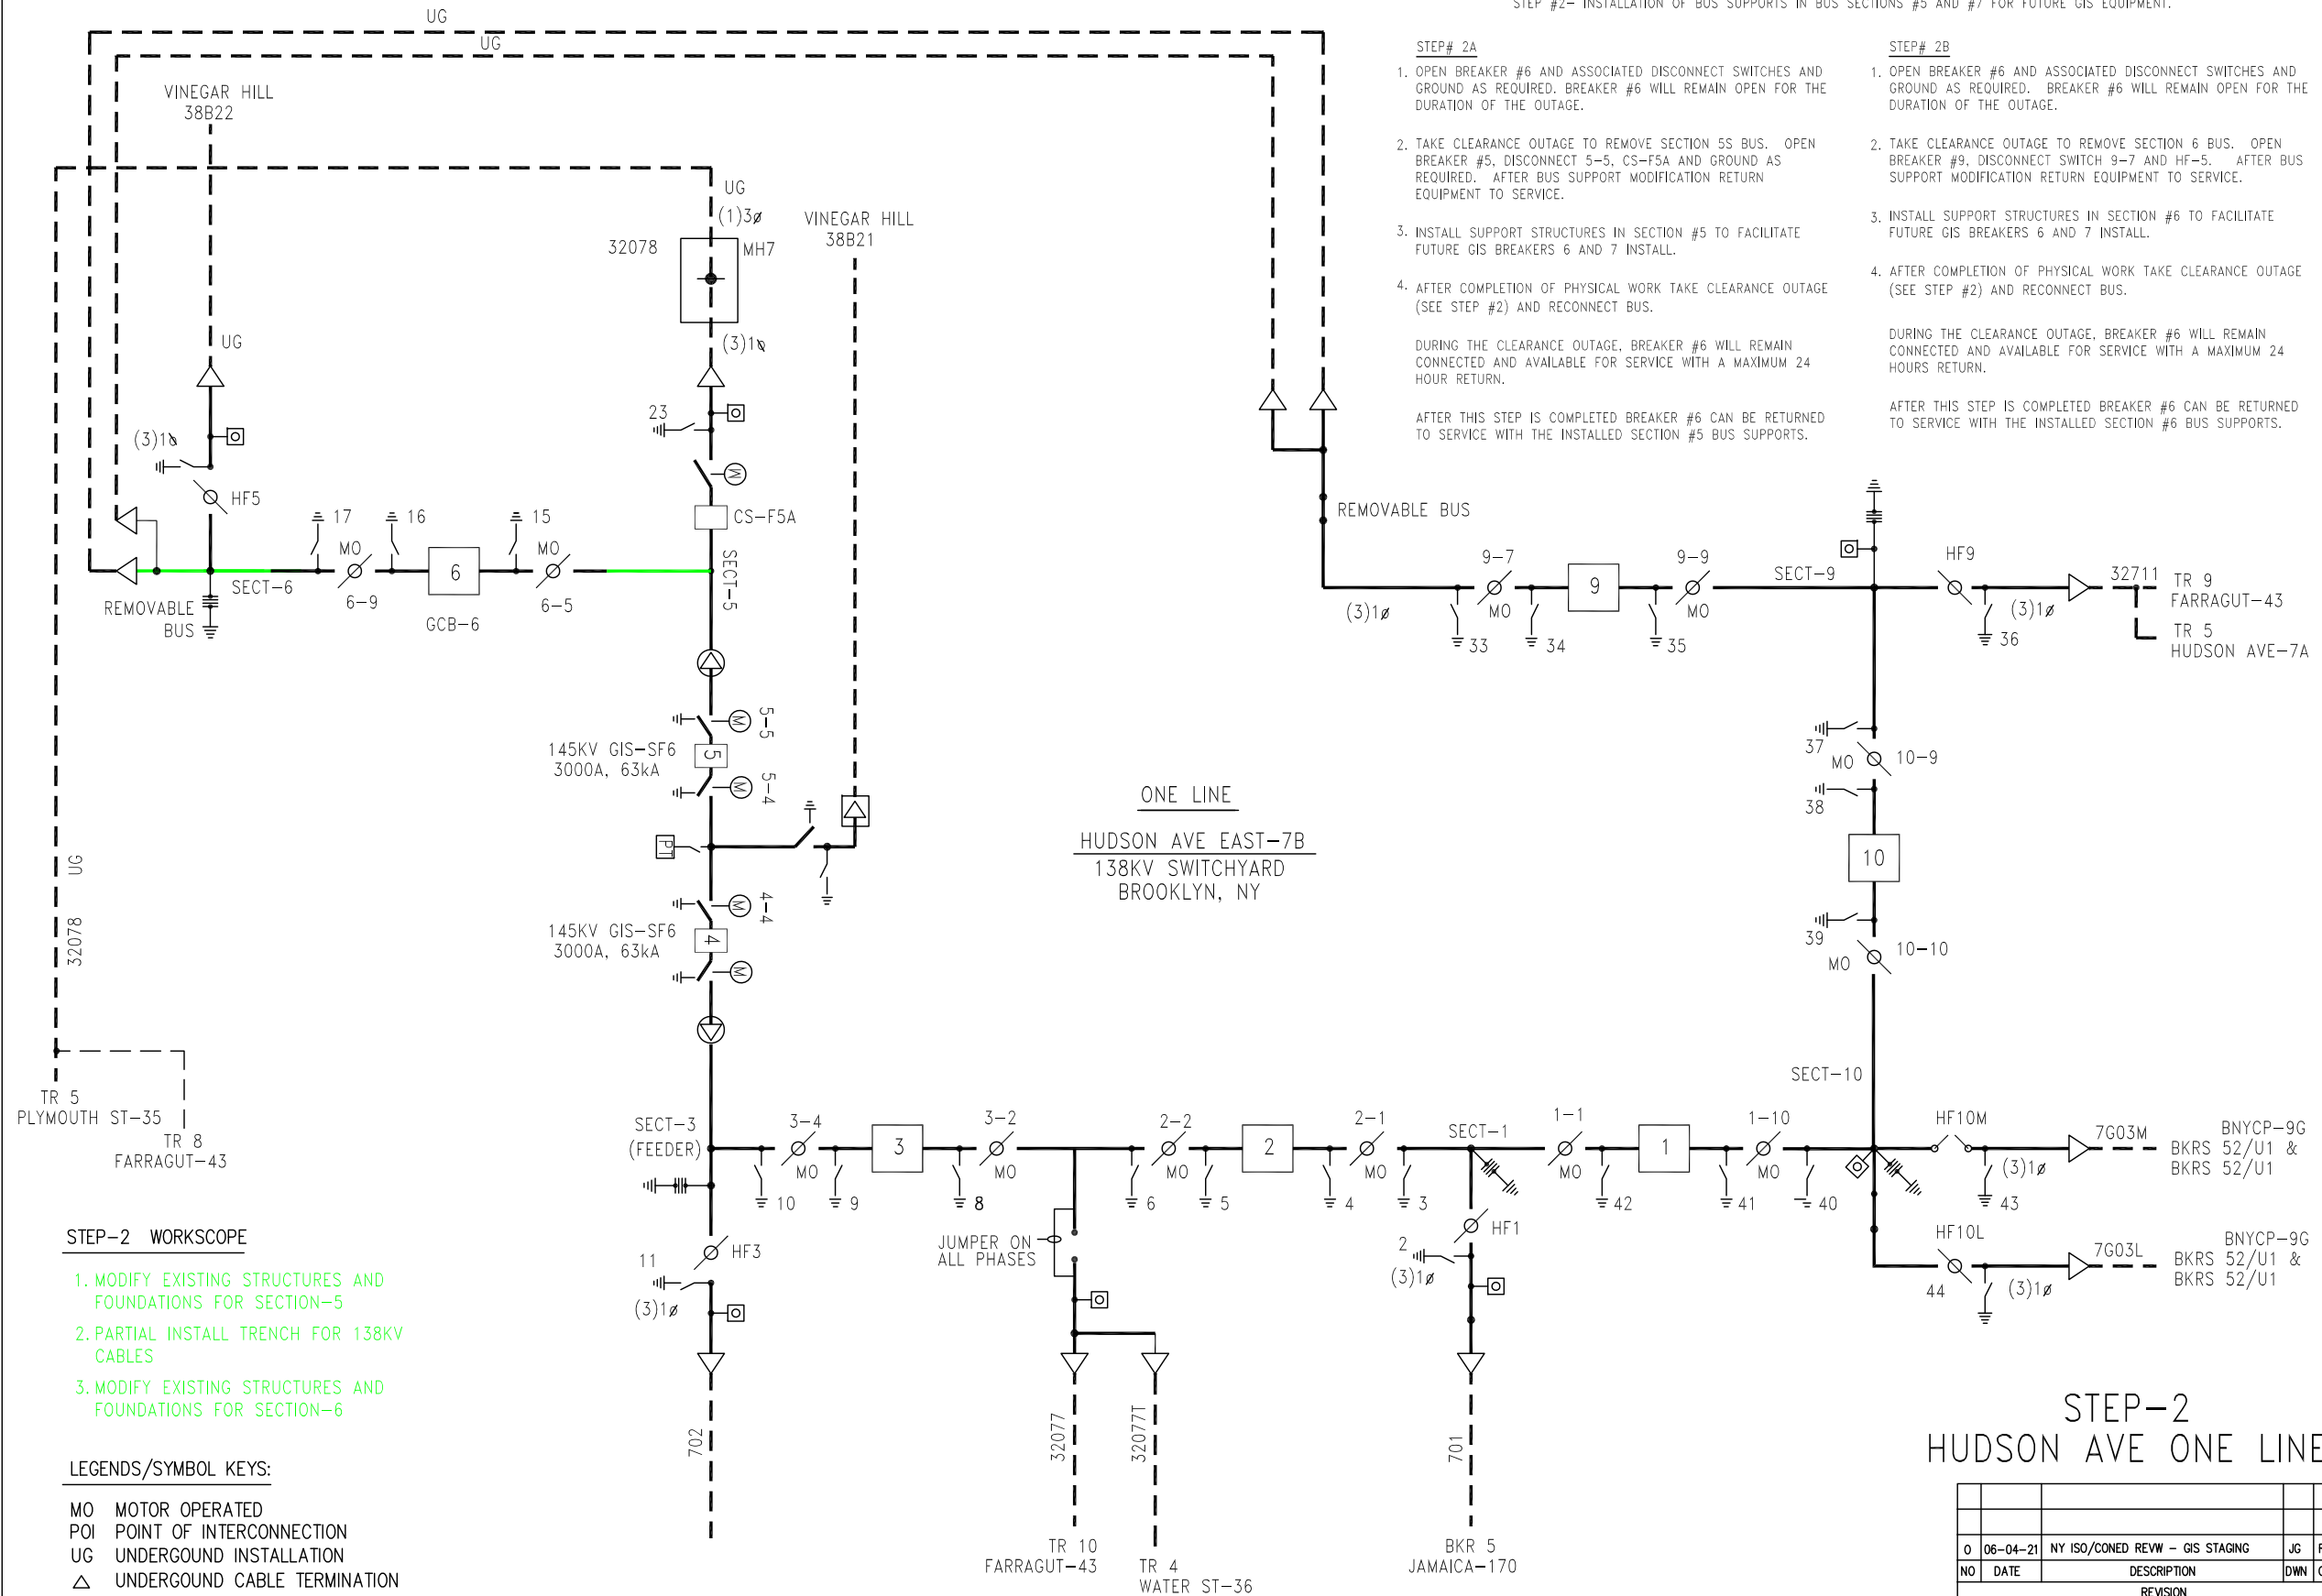 STEP #2- INSTALLATION OF BUS SUPPORTS IN BUS SECTIONS #5 AND #7 FOR FUTURE GIS EQUIPMENT.
STEP# 2A
1. OPEN BREAKER #6 AND ASSOCIATED DISCONNECT SWITCHES AND
GROUND AS REQUIRED. BREAKER #6 WILL REMAIN OPEN FOR THE
DURATION OF THE OUTAGE.
2. TAKE CLEARANCE OUTAGE TO REMOVE SECTION 5S BUS. OPEN
BREAKER #5, DISCONNECT 5-5, CS-F5A AND GROUND AS
REQUIRED. AFTER BUS SUPPORT MODIFICATION RETURN
EQUIPMENT TO SERVICE.
3. INSTALL SUPPORT STRUCTURES IN SECTION #5 TO FACILITATE
FUTURE GIS BREAKERS 6 AND 7 INSTALL.
4. AFTER COMPLETION OF PHYSICAL WORK TAKE CLEARANCE OUTAGE
(SEE STEP #2) AND RECONNECT BUS.
DURING THE CLEARANCE OUTAGE, BREAKER #6 WILL REMAIN
CONNECTED AND AVAILABLE FOR SERVICE WITH A MAXIMUM 24
HOUR RETURN.
AFTER THIS STEP IS COMPLETED BREAKER #6 CAN BE RETURNED
TO SERVICE WITH THE INSTALLED SECTION #5 BUS SUPPORTS.
STEP# 2B
1. OPEN BREAKER #6 AND ASSOCIATED DISCONNECT SWITCHES AND
GROUND AS REQUIRED. BREAKER #6 WILL REMAIN OPEN FOR THE
DURATION OF THE OUTAGE.
2. TAKE CLEARANCE OUTAGE TO REMOVE SECTION 6 BUS. OPEN
BREAKER #9, DISCONNECT SWITCH 9-7 AND HF-5. AFTER BUS
SUPPORT MODIFICATION RETURN EQUIPMENT TO SERVICE.
3. INSTALL SUPPORT STRUCTURES IN SECTION #6 TO FACILITATE
FUTURE GIS BREAKERS 6 AND 7 INSTALL.
4. AFTER COMPLETION OF PHYSICAL WORK TAKE CLEARANCE OUTAGE
(SEE STEP #2) AND RECONNECT BUS.
DURING THE CLEARANCE OUTAGE, BREAKER #6 WILL REMAIN
CONNECTED AND AVAILABLE FOR SERVICE WITH A MAXIMUM 24
HOURS RETURN.
AFTER THIS STEP IS COMPLETED BREAKER #6 CAN BE RETURNED
TO SERVICE WITH THE INSTALLED SECTION #6 BUS SUPPORTS.
UG
UG
VINEGAR HILL
38B22
UG
(1)3ø
VINEGAR HILL
38B21
32078
MH7
(3)1ø
UG
23
(3)1ø
M
HF5
CS-F5A
17
16
15
MO
MO
6
SECT-6
6-9
6-5
GCB-6
REMOVABLE
BUS
SECT-5
M
5-5
145KV GIS-SF6
3000A, 63kA
5
M
5-4
PT
M
4-4
145KV GIS-SF6
3000A, 63kA
4
M
UG
32078
TR 5
PLYMOUTH ST-35
TR 8
FARRAGUT-43
ONE LINE
HUDSON AVE EAST-7B
138KV SWITCHYARD
BROOKLYN, NY
REMOVABLE BUS
9-7
9-9
SECT-9
HF9
32711
TR 9
FARRAGUT-43
TR 5
HUDSON AVE-7A
9
MO
MO
(3)1ø
(3)1ø
33
34
35
36
37
MO
10-9
38
10
39
MO
10-10
SECT-10
SECT-3
(FEEDER)
3-4
3
3-2
2-2
2
2-1
SECT-1
1-1
1
1-10
HF10M
7G03M
BNYCP-9G
BKRS 52/U1 &
BKRS 52/U1
MO
MO
MO
MO
MO
MO
(3)1ø
10
9
8
6
5
4
3
42
41
40
43
HF10L
7G03L
BNYCP-9G
BKRS 52/U1 &
BKRS 52/U1
44
(3)1ø
11
HF3
(3)1ø
JUMPER ON
ALL PHASES
HF1
2
(3)1ø
702
32077
32077T
701
TR 10
FARRAGUT-43
TR 4
WATER ST-36
BKR 5
JAMAICA-170
STEP-2 WORKSCOPE
1. MODIFY EXISTING STRUCTURES AND
FOUNDATIONS FOR SECTION-5
2. PARTIAL INSTALL TRENCH FOR 138KV
CABLES
3. MODIFY EXISTING STRUCTURES AND
FOUNDATIONS FOR SECTION-6
LEGENDS/SYMBOL KEYS:
MO MOTOR OPERATED
POI POINT OF INTERCONNECTION
UG UNDERGOUND INSTALLATION
UNDERGOUND CABLE TERMINATION
STEP-2
HUDSON AVE ONE LINE
0 06-04-21 NY ISO/CONED REVW - GIS STAGING JG
NO DATE DESCRIPTION DWN
REVISION